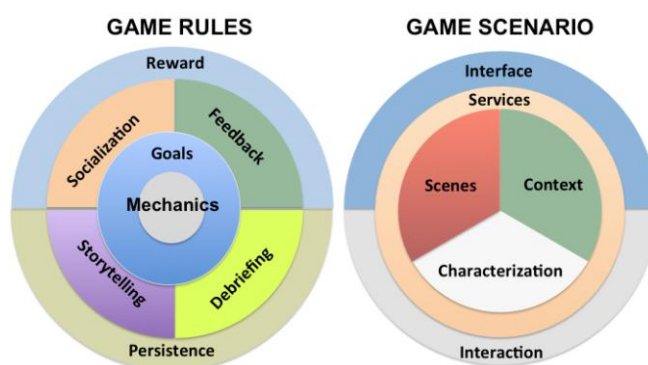 GAME RULES
Reward
Socialization
Feedback
Goals
Mechanics
Storytelling
Debriefing
Persistence
GAME SCENARIO
Interface
Services
Scenes
Context
Characterization
Interaction